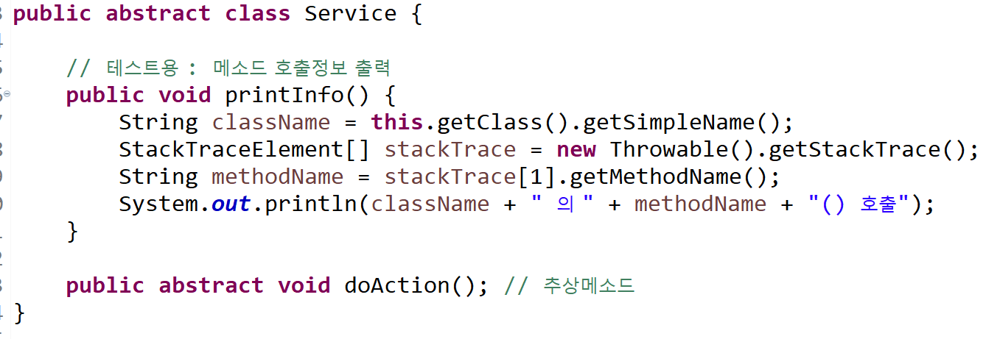 public abstract class Service {
// 테스트용 : 메소드 호출정보 출력
public void printInfo() {
String className = this.getClass().getSimpleName();
StackTraceElement[] stackTrace = new Throwable().getStackTrace();
String methodName = stackTrace[1].getMethodName();
System.out.println(className + " 의 " + methodName + "() 호출");
}
public abstract void doAction(); // 추상메소드
}